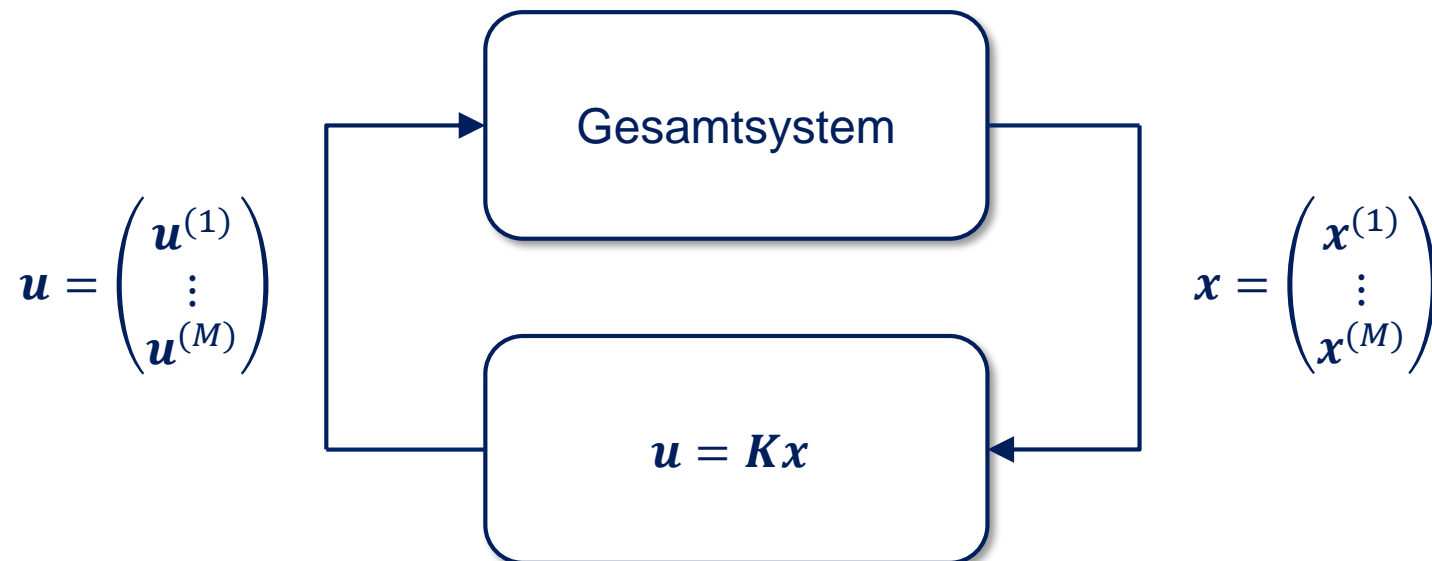 Gesamtsystem
𝒖 = (𝒖⁽¹⁾ ⋮ 𝒖⁽ᴹ⁾)
𝒙 = (𝒙⁽¹⁾ ⋮ 𝒙⁽ᴹ⁾)
𝒖 = 𝑲𝒙